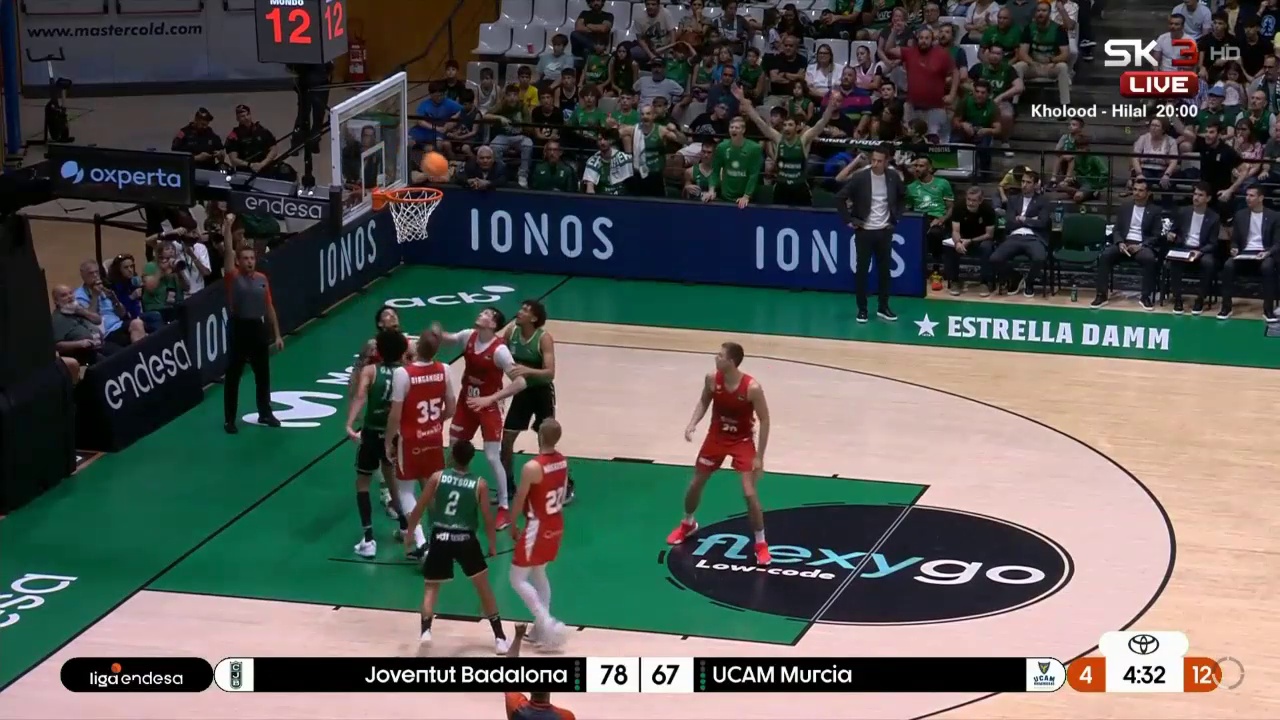 MUNDO
12 12
www.mastercold.com
SK 3 HD
LIVE
Kholood - Hilal 20:00
oxperta
endesa
IONOS
IONOS
IONOS
endesa
acb
ESTRELLA DAMM
35
2
DOTSON
flexygo
Low-code
liga endesa
Joventut Badalona 78 67 UCAM Murcia
UCAM
4 4:32 12